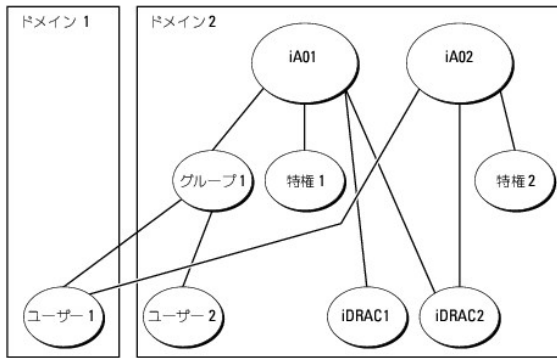 ドメイン 1
ドメイン 2
iA01
iA02
グループ 1
特権 1
特権 2
ユーザー 1
ユーザー 2
iDRAC1
iDRAC2